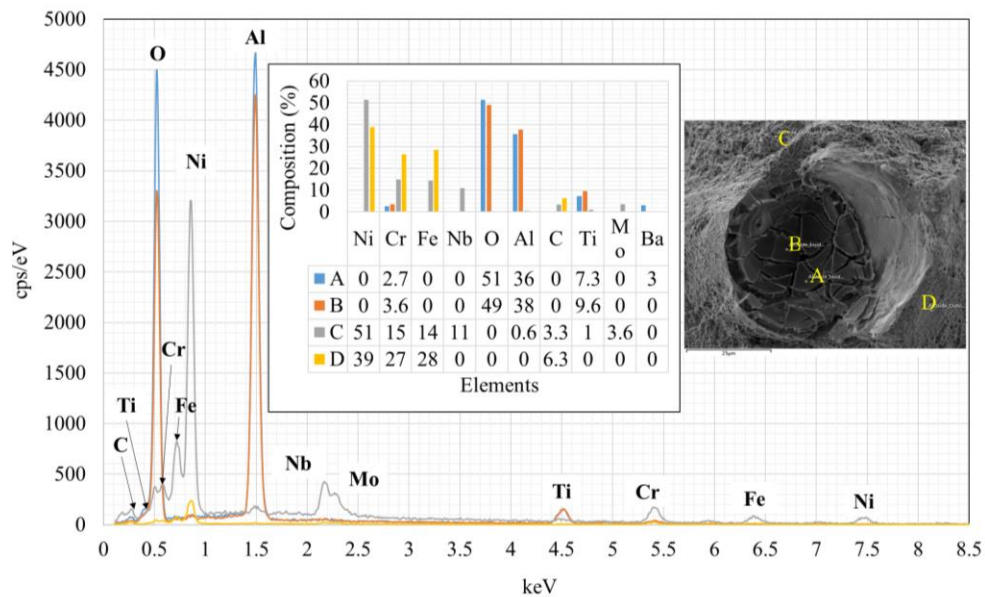 5000
4500
4000
3500
3000
2500
2000
1500
1000
500
0
cps/eV
0 0.5 1 1.5 2 2.5 3 3.5 4 4.5 5 5.5 6 6.5 7 7.5 8 8.5
keV
O
Al
Ni
Cr
Ti
Fe
C
Nb
Mo
Ti
Cr
Fe
Ni
Composition (%)
60
50
40
30
20
10
0
Ni Cr Fe Nb O Al C Ti Mo Ba
A 0 2.7 0 0 51 36 0 7.3 0 3
B 0 3.6 0 0 49 38 0 9.6 0 0
C 51 15 14 11 0 0.6 3.3 1 3.6 0
D 39 27 28 0 0 0 6.3 0 0 0
Elements
C
B
A
D
25µm